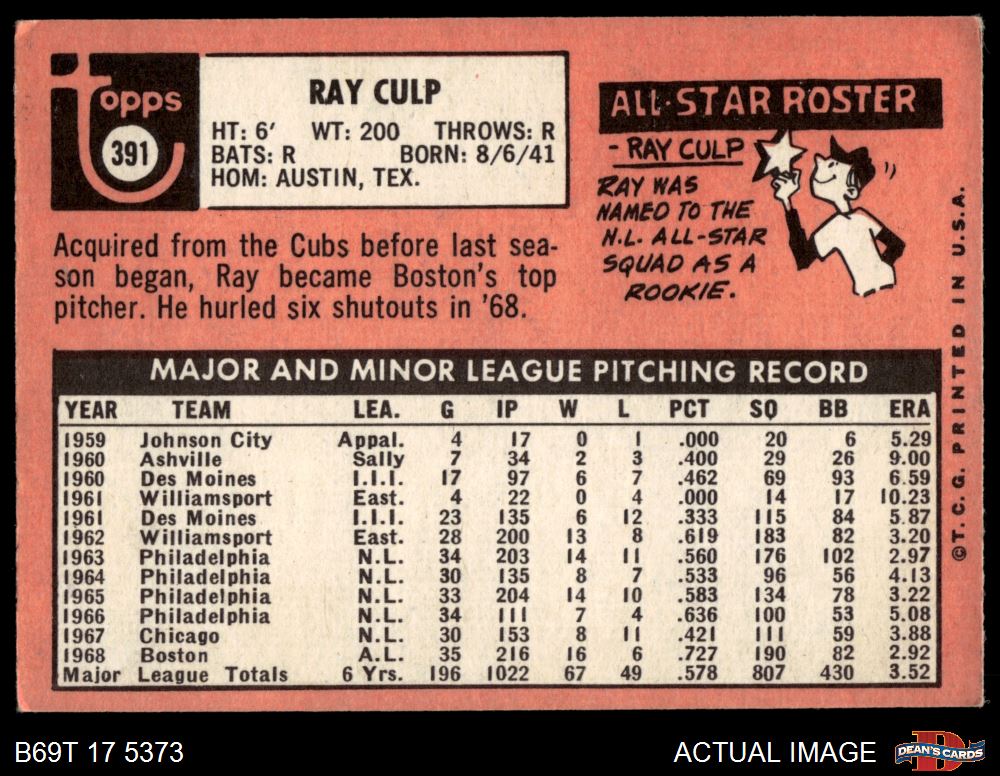 topps
391
RAY CULP
HT: 6' WT: 200 THROWS: R
BATS: R BORN: 8/6/41
HOM: AUSTIN, TEX.
ALL-STAR ROSTER
- RAY CULP
RAY WAS
NAMED TO THE
N.L. ALL-STAR
SQUAD AS A
ROOKIE.
Acquired from the Cubs before last sea-
son began, Ray became Boston's top
pitcher. He hurled six shutouts in '68.
MAJOR AND MINOR LEAGUE PITCHING RECORD
YEAR TEAM LEA. G IP W L PCT SO BB ERA
1959 Johnson City Appal. 4 17 0 1 .000 20 6 5.29
1960 Ashville Sally 7 34 2 3 .400 29 26 9.00
1960 Des Moines I.I.I. 17 97 6 7 .462 69 93 6.59
1961 Williamsport East. 4 22 0 4 .000 14 17 10.23
1961 Des Moines I.I.I. 23 135 6 12 .333 115 84 5.87
1962 Williamsport East. 28 200 13 8 .619 183 82 3.20
1963 Philadelphia N.L. 34 203 14 11 .560 176 102 2.97
1964 Philadelphia N.L. 30 135 8 7 .533 96 56 4.13
1965 Philadelphia N.L. 33 204 14 10 .583 134 78 3.22
1966 Philadelphia N.L. 34 111 7 4 .636 100 53 5.08
1967 Chicago N.L. 30 153 8 11 .421 111 59 3.88
1968 Boston A.L. 35 216 16 6 .727 190 82 2.92
Major League Totals 6 Yrs. 196 1022 67 49 .578 807 430 3.52
©T.C.G. PRINTED IN U.S.A.
B69T 17 5373
ACTUAL IMAGE
D
DEAN'S CARDS